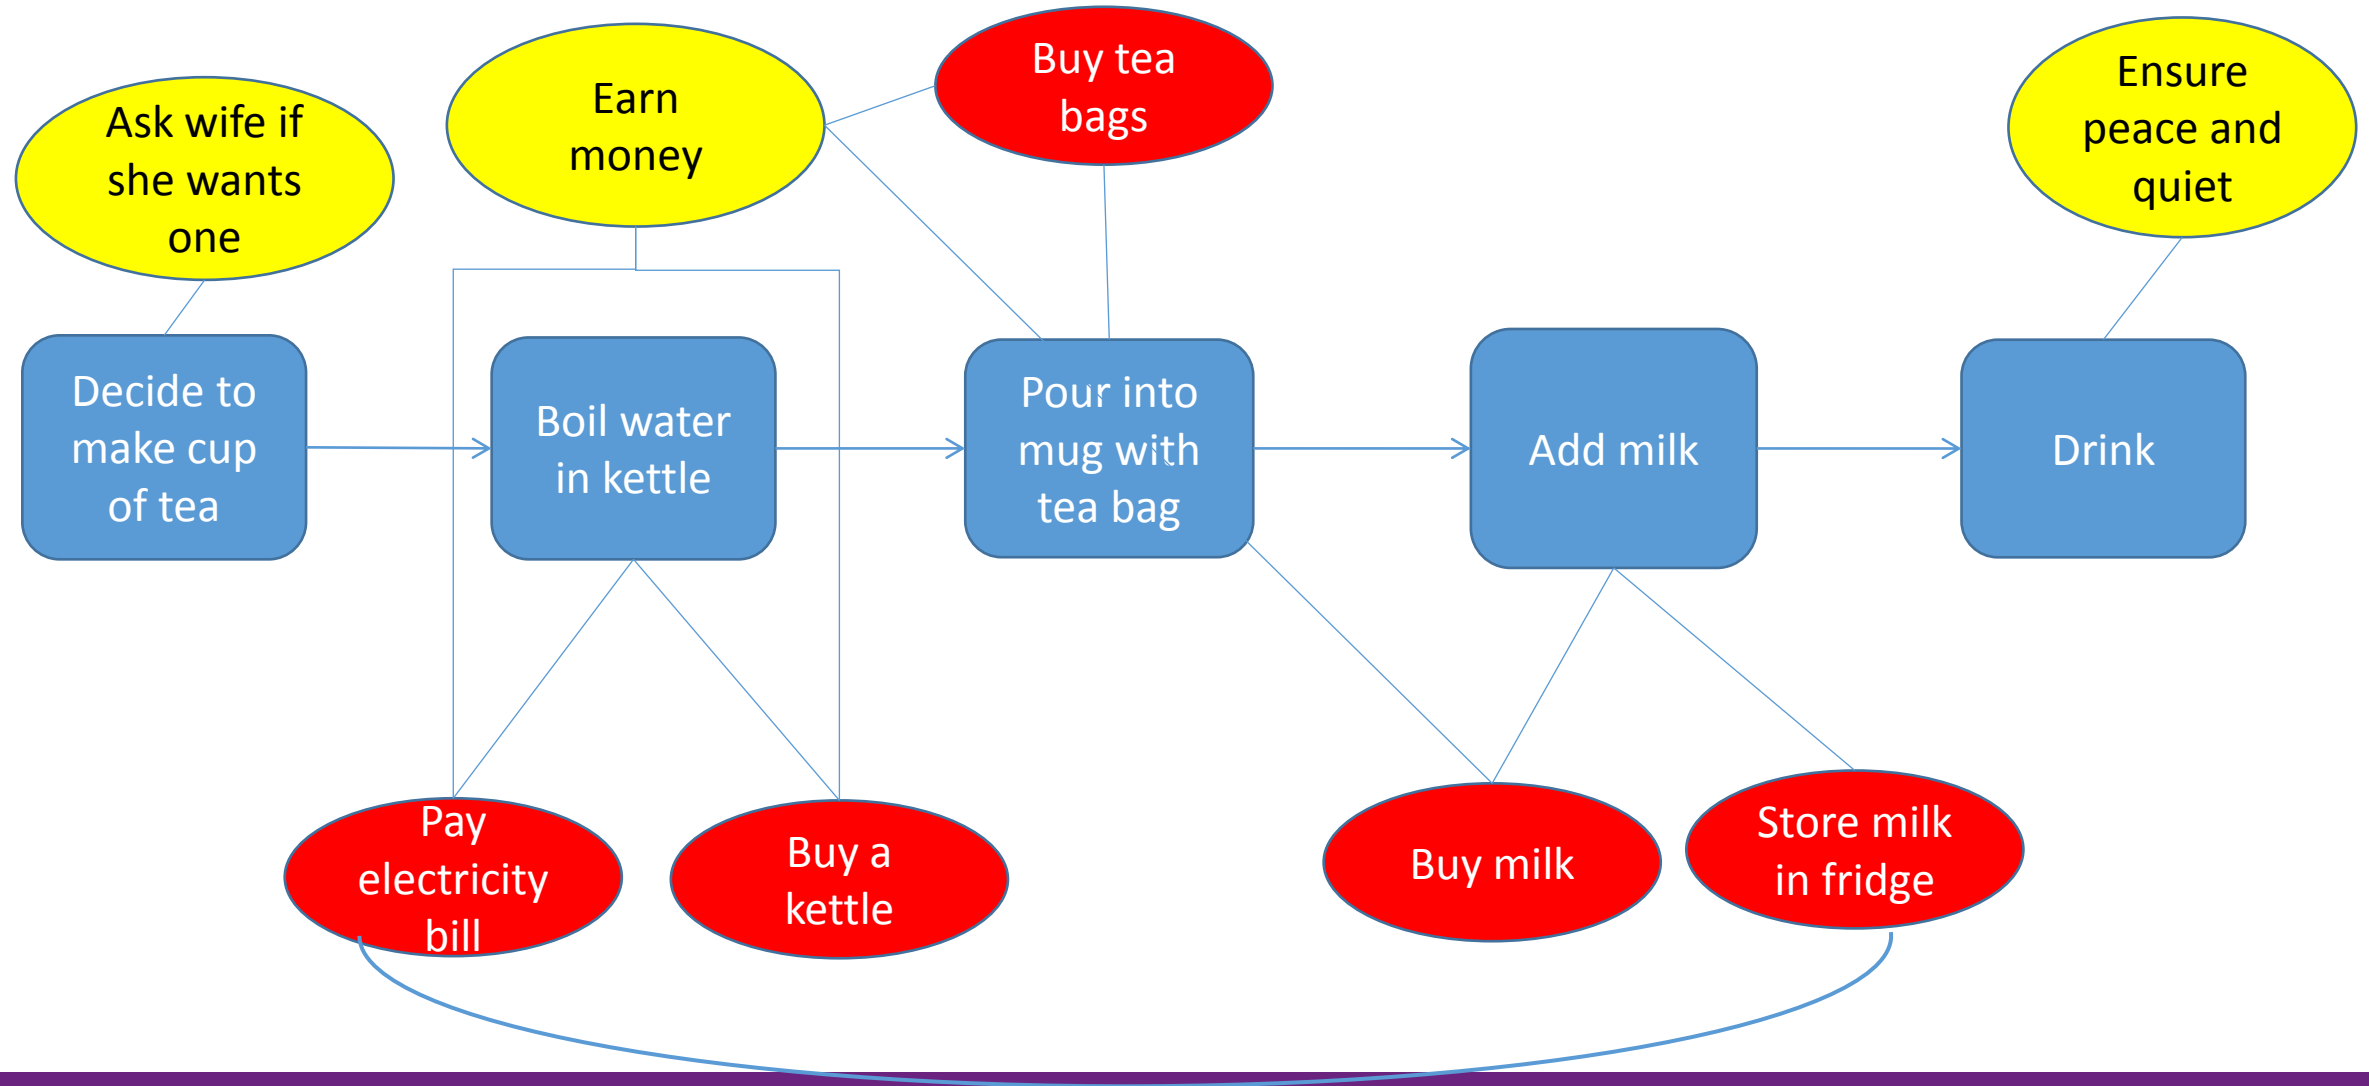 Ask wife if
she wants
one
Earn
money
Buy tea
bags
Ensure
peace and
quiet
Decide to
make cup
of tea
Boil water
in kettle
Pour into
mug with
tea bag
Add milk
Drink
Pay
electricity
bill
Buy a
kettle
Buy milk
Store milk
in fridge